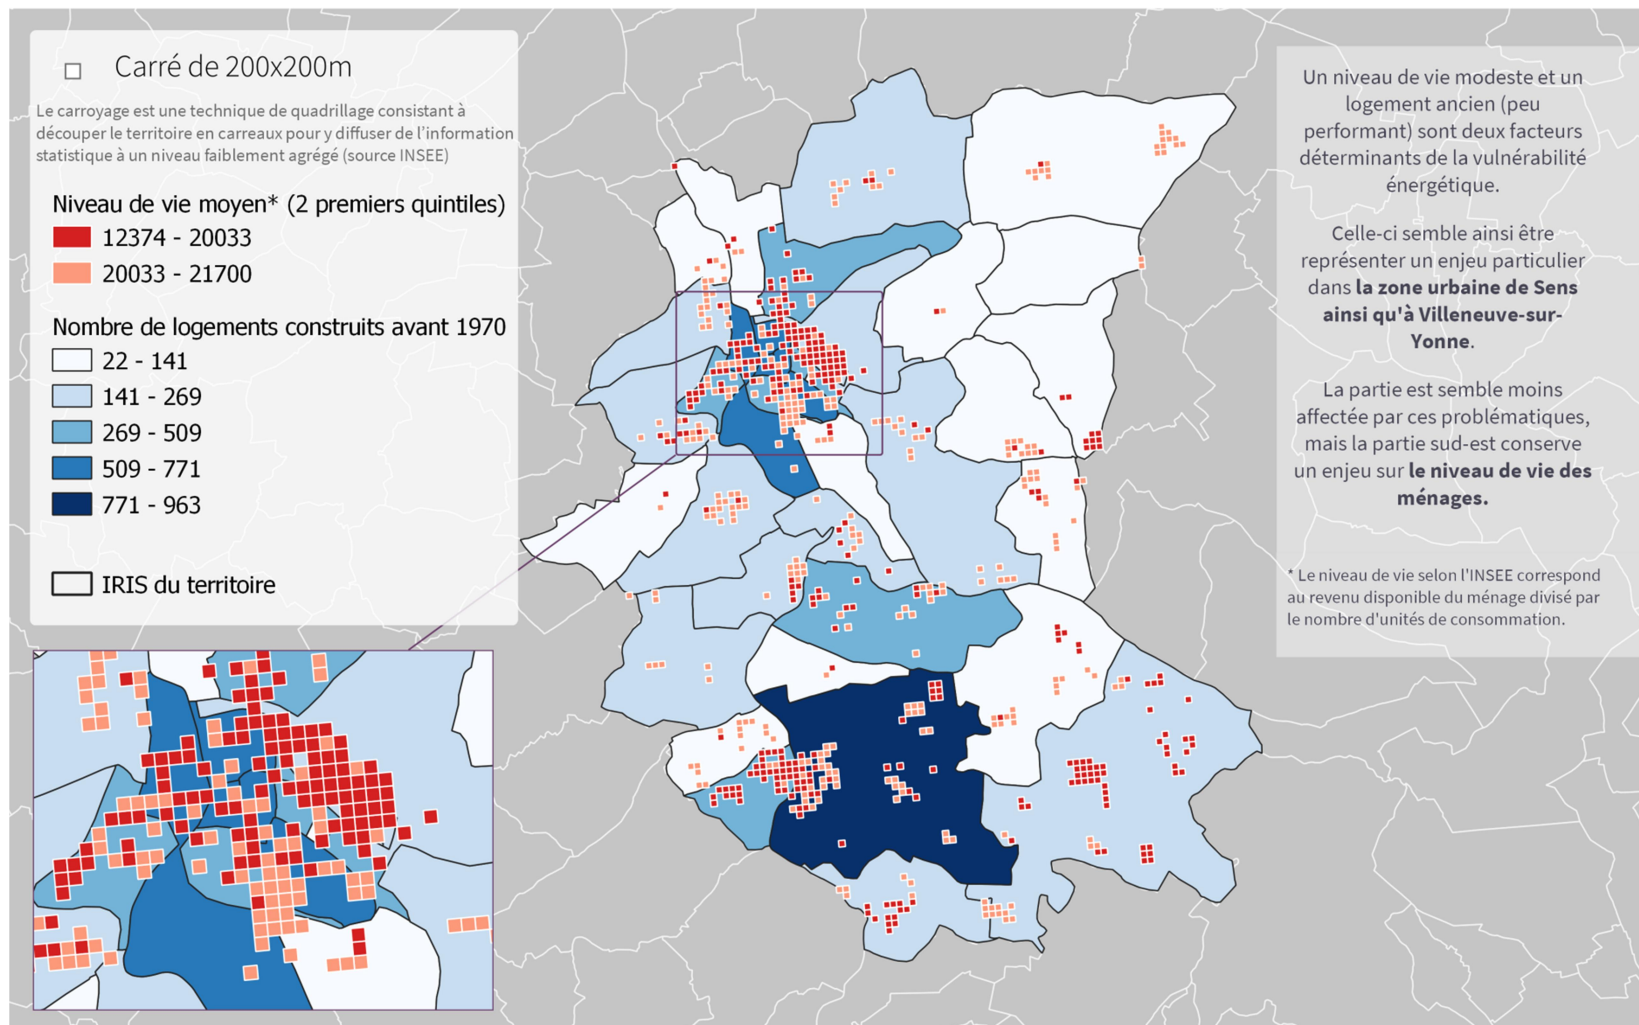 Carré de 200x200m
Le carroyage est une technique de quadrillage consistant à
découper le territoire en carreaux pour y diffuser de l'information
statistique à un niveau faiblement agrégé (source INSEE)
Niveau de vie moyen* (2 premiers quintiles)
12374 - 20033
20033 - 21700
Nombre de logements construits avant 1970
22 - 141
141 - 269
269 - 509
509 - 771
771 - 963
IRIS du territoire
Un niveau de vie modeste et un
logement ancien (peu
performant) sont deux facteurs
déterminants de la vulnérabilité
énergétique.
Celle-ci semble ainsi être
représenter un enjeu particulier
dans la zone urbaine de Sens
ainsi qu'à Villeneuve-sur-
Yonne.
La partie est semble moins
affectée par ces problématiques,
mais la partie sud-est conserve
un enjeu sur le niveau de vie des
ménages.
* Le niveau de vie selon l'INSEE correspond
au revenu disponible du ménage divisé par
le nombre d'unités de consommation.